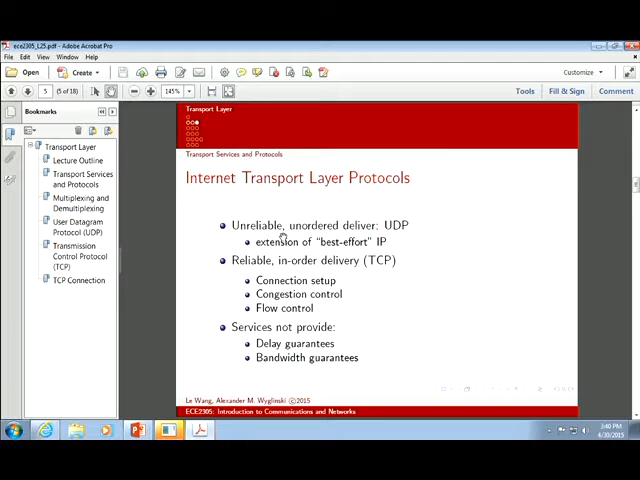 ece2305_L25.pdf - Adobe Acrobat Pro
File Edit View Window Help
Open
Create
Customize
5
(5 of 18)
145%
Tools
Fill & Sign
Comment
Bookmarks
Transport Layer
Lecture Outline
Transport Services
and Protocols
Multiplexing and
Demultiplexing
User Datagram
Protocol (UDP)
Transmission
Control Protocol
(TCP)
TCP Connection
Transport Layer
Transport Services and Protocols
Internet Transport Layer Protocols
Unreliable, unordered deliver: UDP
extension of "best-effort" IP
Reliable, in-order delivery (TCP)
Connection setup
Congestion control
Flow control
Services not provide:
Delay guarantees
Bandwidth guarantees
Le Wang, Alexander M. Wyglinski ©2015
ECE2305: Introduction to Communications and Networks
3:40 PM
4/30/2015